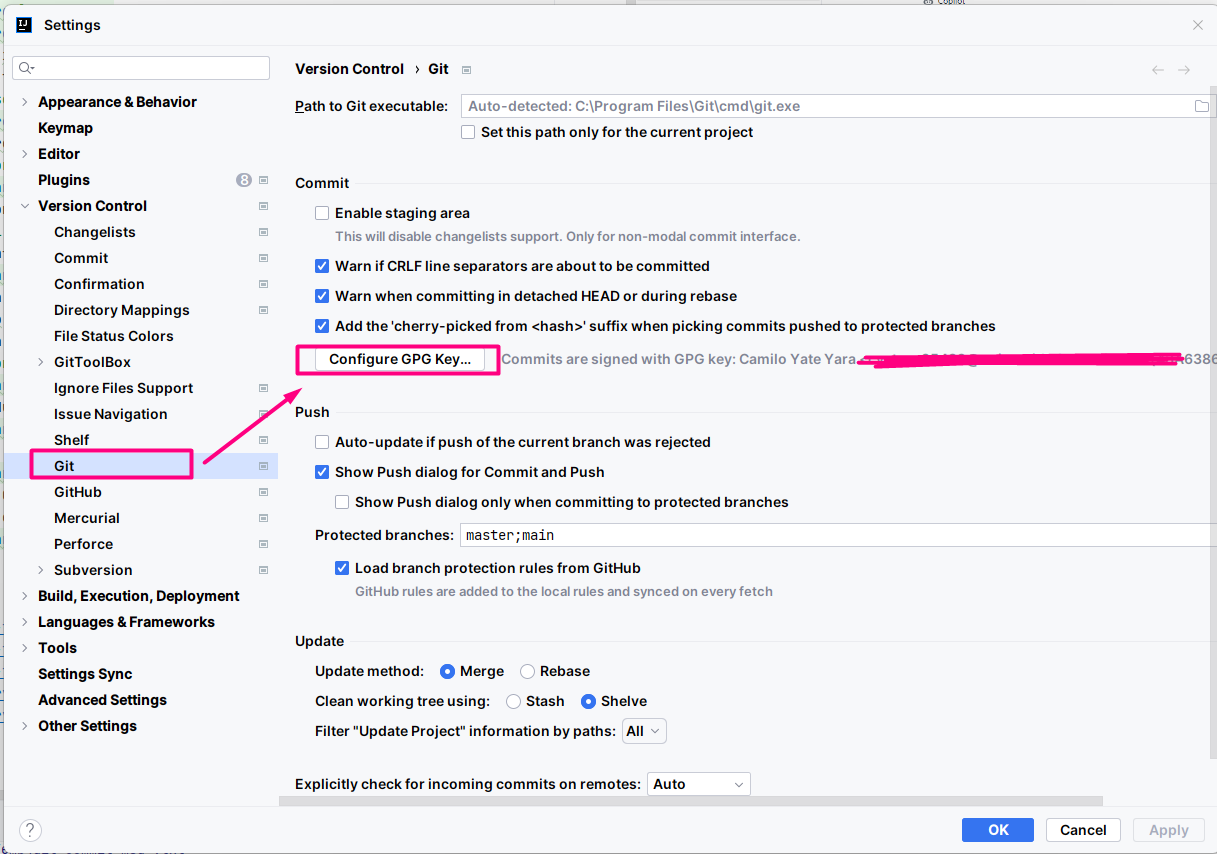 Copilot
Settings
Version Control › Git
Appearance & Behavior
Keymap
Editor
Plugins
8
Version Control
Changelists
Commit
Confirmation
Directory Mappings
File Status Colors
GitToolBox
Ignore Files Support
Issue Navigation
Shelf
Git
GitHub
Mercurial
Perforce
Subversion
Build, Execution, Deployment
Languages & Frameworks
Tools
Settings Sync
Advanced Settings
Other Settings
Path to Git executable:
Auto-detected: C:\Program Files\Git\cmd\git.exe
Set this path only for the current project
Commit
Enable staging area
This will disable changelists support. Only for non-modal commit interface.
Warn if CRLF line separators are about to be committed
Warn when committing in detached HEAD or during rebase
Add the 'cherry-picked from <hash>' suffix when picking commits pushed to protected branches
Configure GPG Key... Commits are signed with GPG key: Camilo Yate Yara 6386
Push
Auto-update if push of the current branch was rejected
Show Push dialog for Commit and Push
Show Push dialog only when committing to protected branches
Protected branches: master;main
Load branch protection rules from GitHub
GitHub rules are added to the local rules and synced on every fetch
Update
Update method: Merge Rebase
Clean working tree using: Stash Shelve
Filter "Update Project" information by paths: All
Explicitly check for incoming commits on remotes: Auto
?
OK Cancel Apply